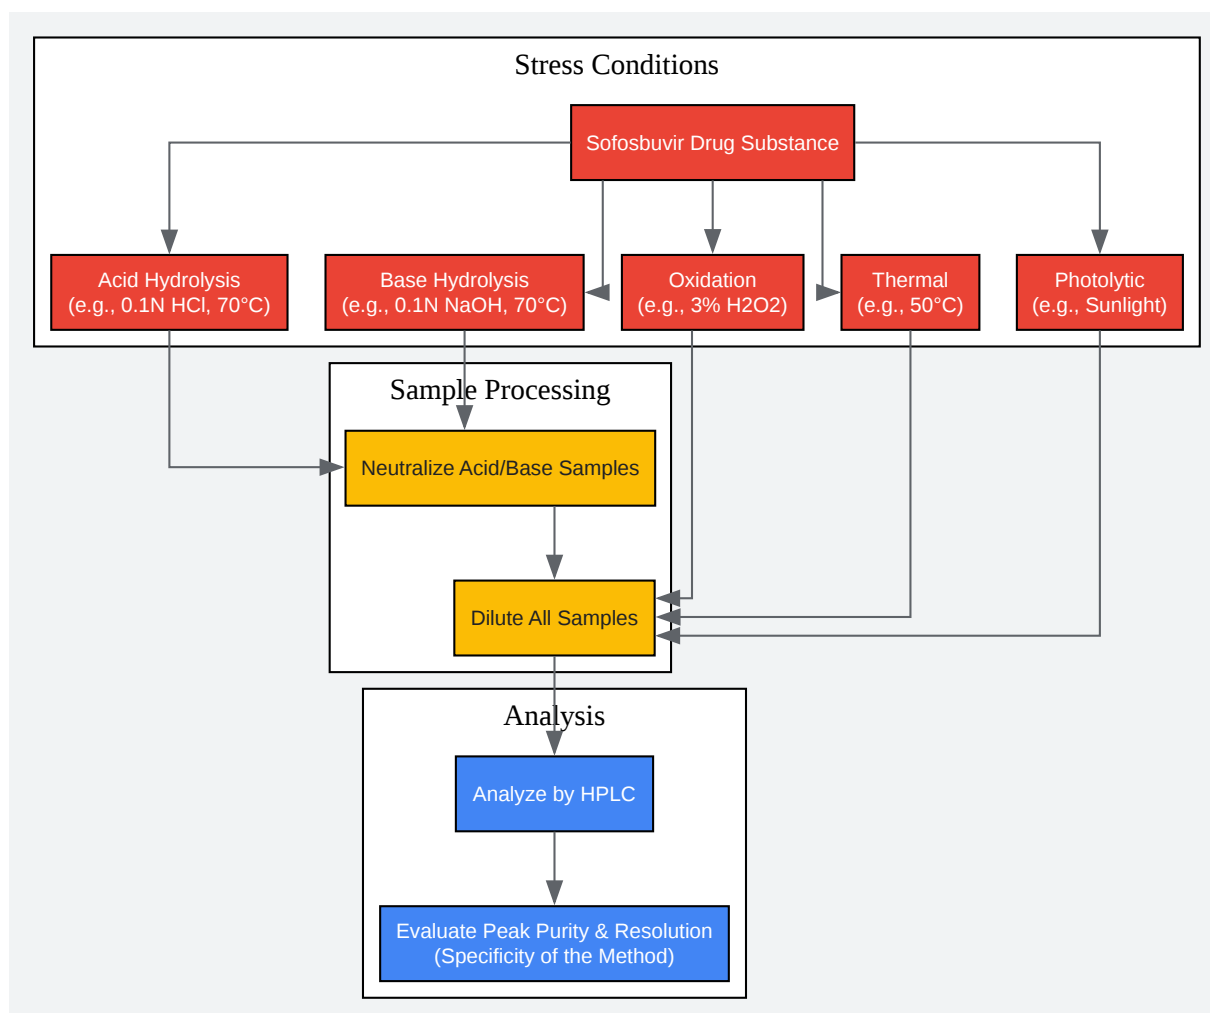 Stress Conditions
Sofosbuvir Drug Substance
Acid Hydrolysis
(e.g., 0.1N HCl, 70°C)
Base Hydrolysis
(e.g., 0.1N NaOH, 70°C)
Oxidation
(e.g., 3% H2O2)
Thermal
(e.g., 50°C)
Photolytic
(e.g., Sunlight)
Sample Processing
Neutralize Acid/Base Samples
Dilute All Samples
Analysis
Analyze by HPLC
Evaluate Peak Purity & Resolution
(Specificity of the Method)